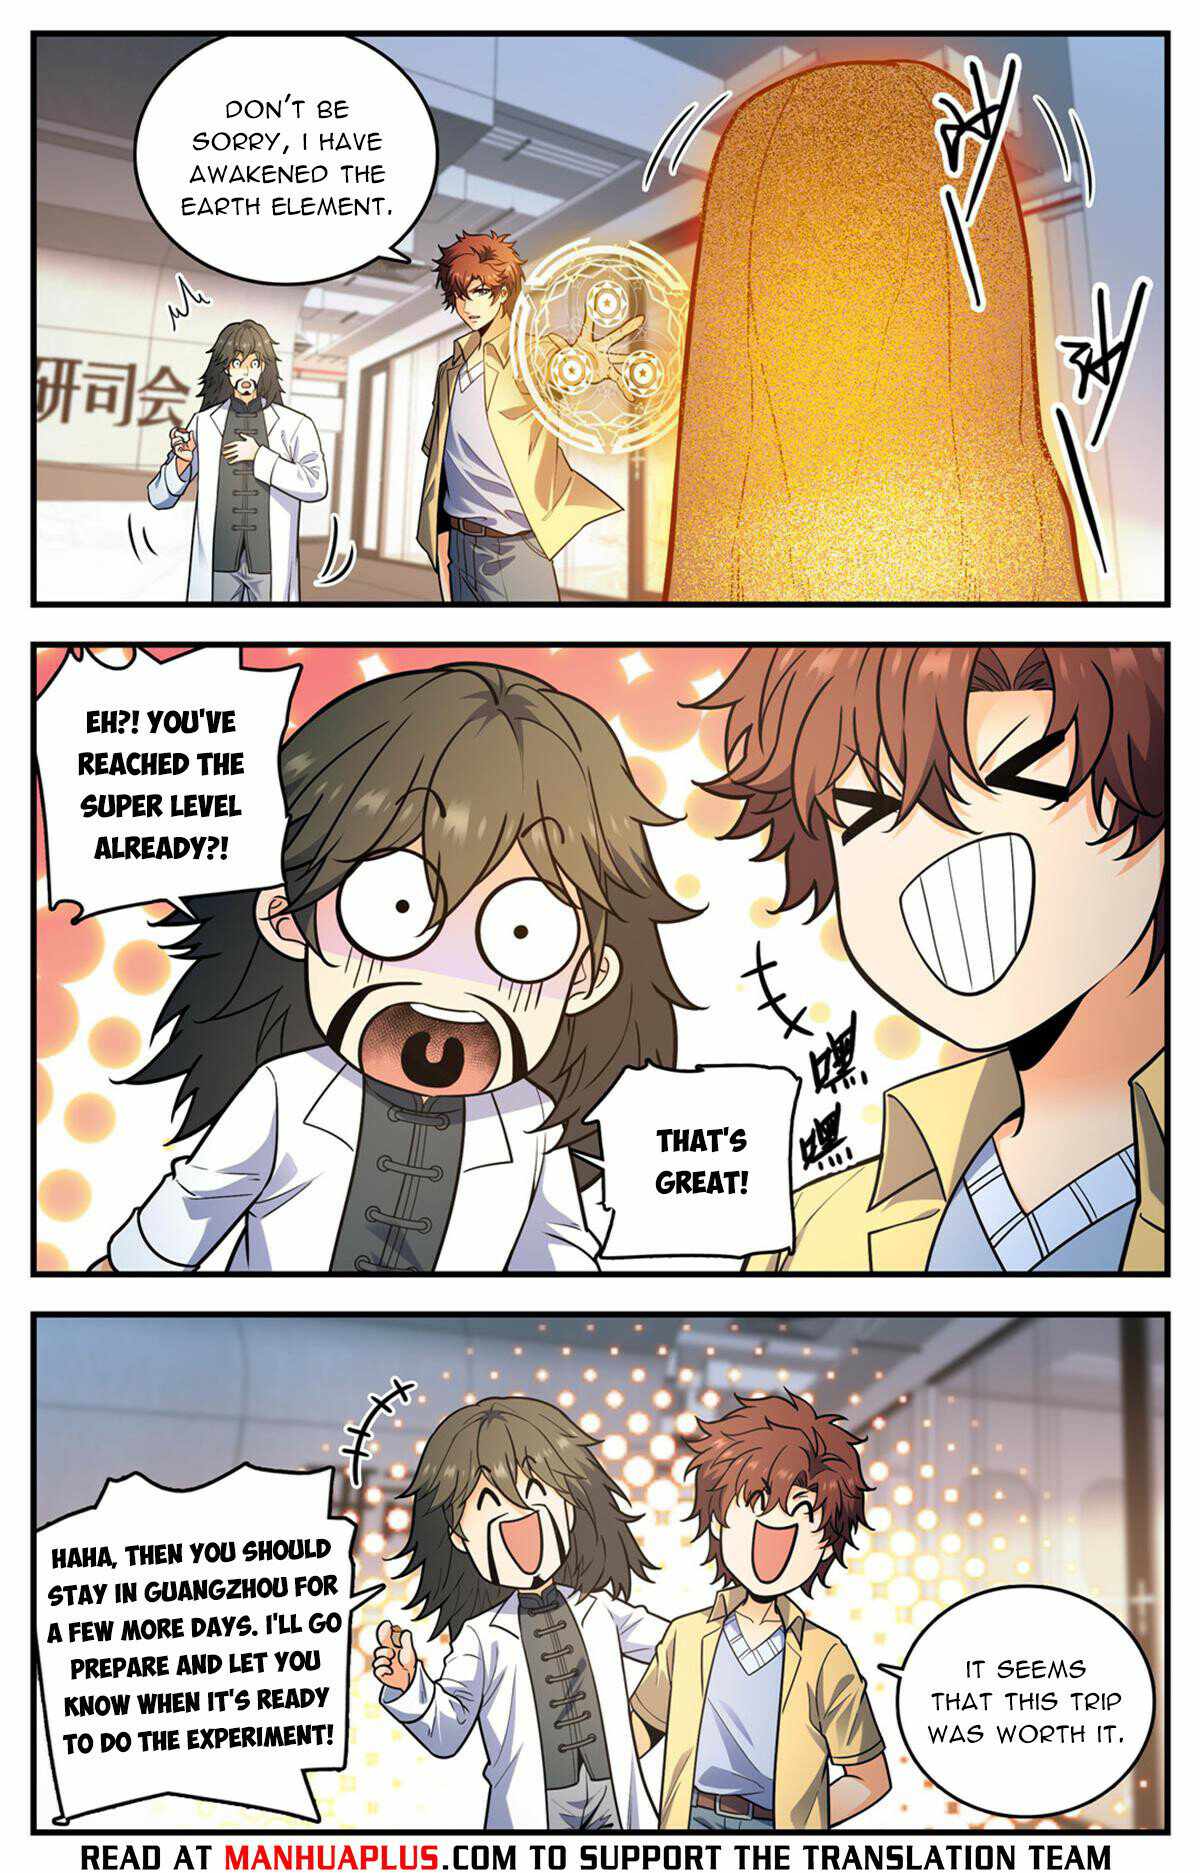 DON'T BE
SORRY, I HAVE
AWAKENED THE
EARTH ELEMENT.
研司会
EH?! YOU'VE
REACHED THE
SUPER LEVEL
ALREADY?!
THAT'S
GREAT!
嘿
嘿
HAHA, THEN YOU SHOULD
STAY IN GUANGZHOU FOR
A FEW MORE DAYS. I'LL GO
PREPARE AND LET YOU
KNOW WHEN IT'S READY
TO DO THE EXPERIMENT!
IT SEEMS
THAT THIS TRIP
WAS WORTH IT.
READ AT MANHUAPLUS.COM TO SUPPORT THE TRANSLATION TEAM